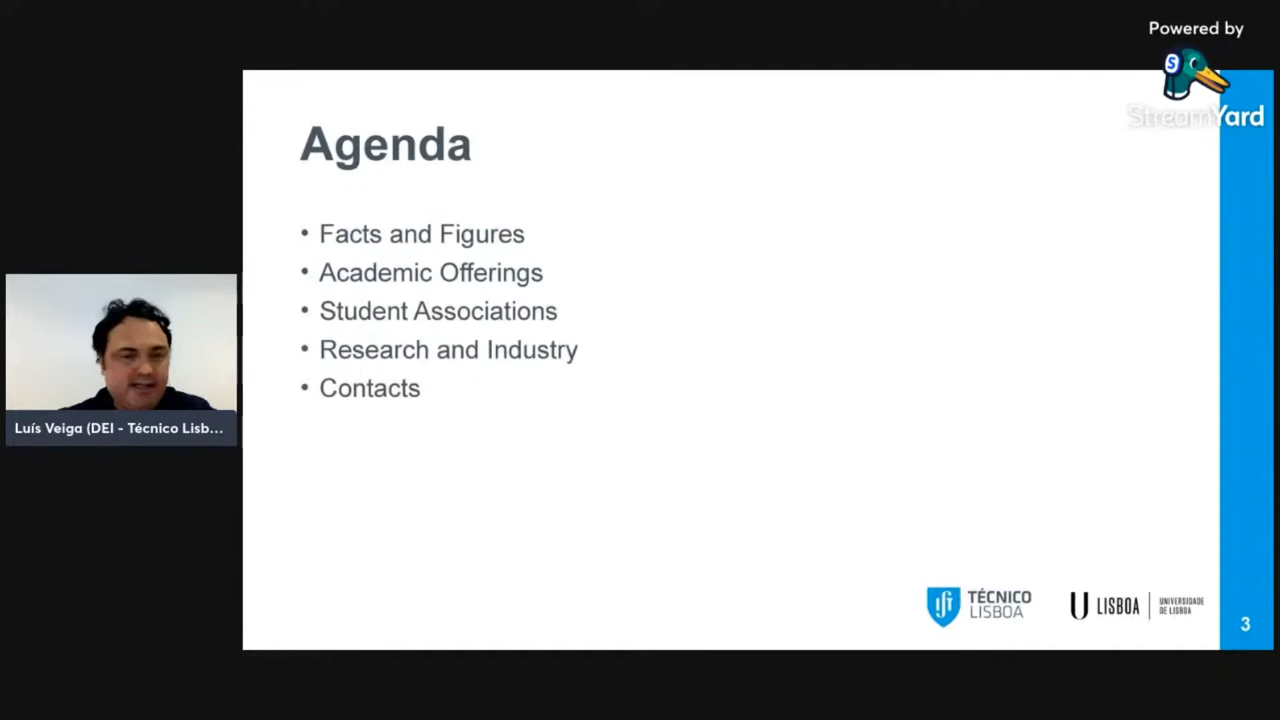 Powered by
StreamYard
Agenda
• Facts and Figures
• Academic Offerings
• Student Associations
• Research and Industry
• Contacts
Luís Veiga (DEI - Técnico Lisb...
TÉCNICO
LISBOA
U LISBOA
UNIVERSIDADE
DE LISBOA
3